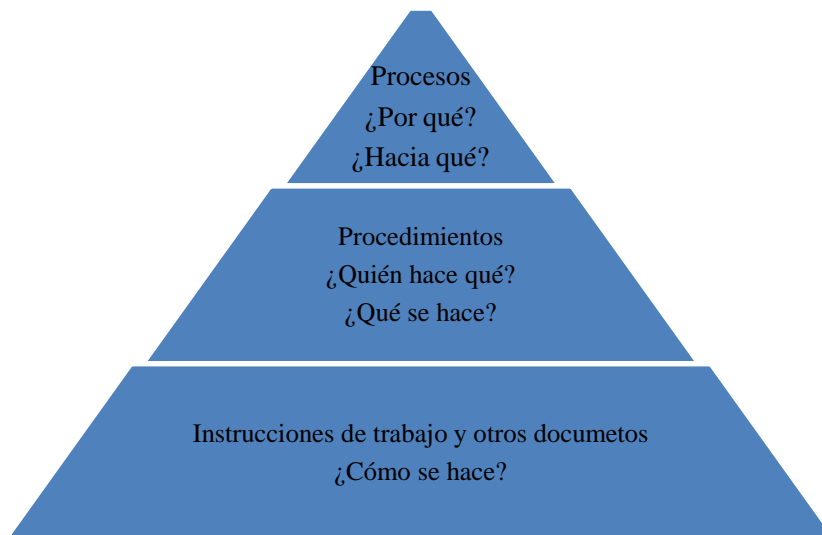 Procesos
¿Por qué?
¿Hacia qué?
Procedimientos
¿Quién hace qué?
¿Qué se hace?
Instrucciones de trabajo y otros documetos
¿Cómo se hace?